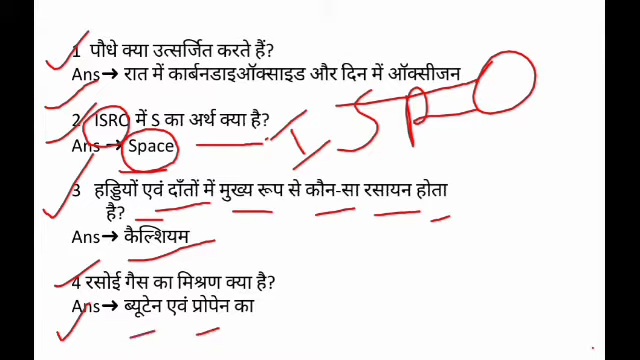 1 पौधे क्या उत्सर्जित करते हैं?
Ans→ रात में कार्बनडाइऑक्साइड और दिन में ऑक्सीजन
2 ISRO में S का अर्थ क्या है?
Ans → Space
I S P
3 हड्डियों एवं दाँतों में मुख्य रूप से कौन-सा रसायन होता
है?
Ans→ कैल्शियम
4 रसोई गैस का मिश्रण क्या है?
Ans→ ब्यूटेन एवं प्रोपेन का